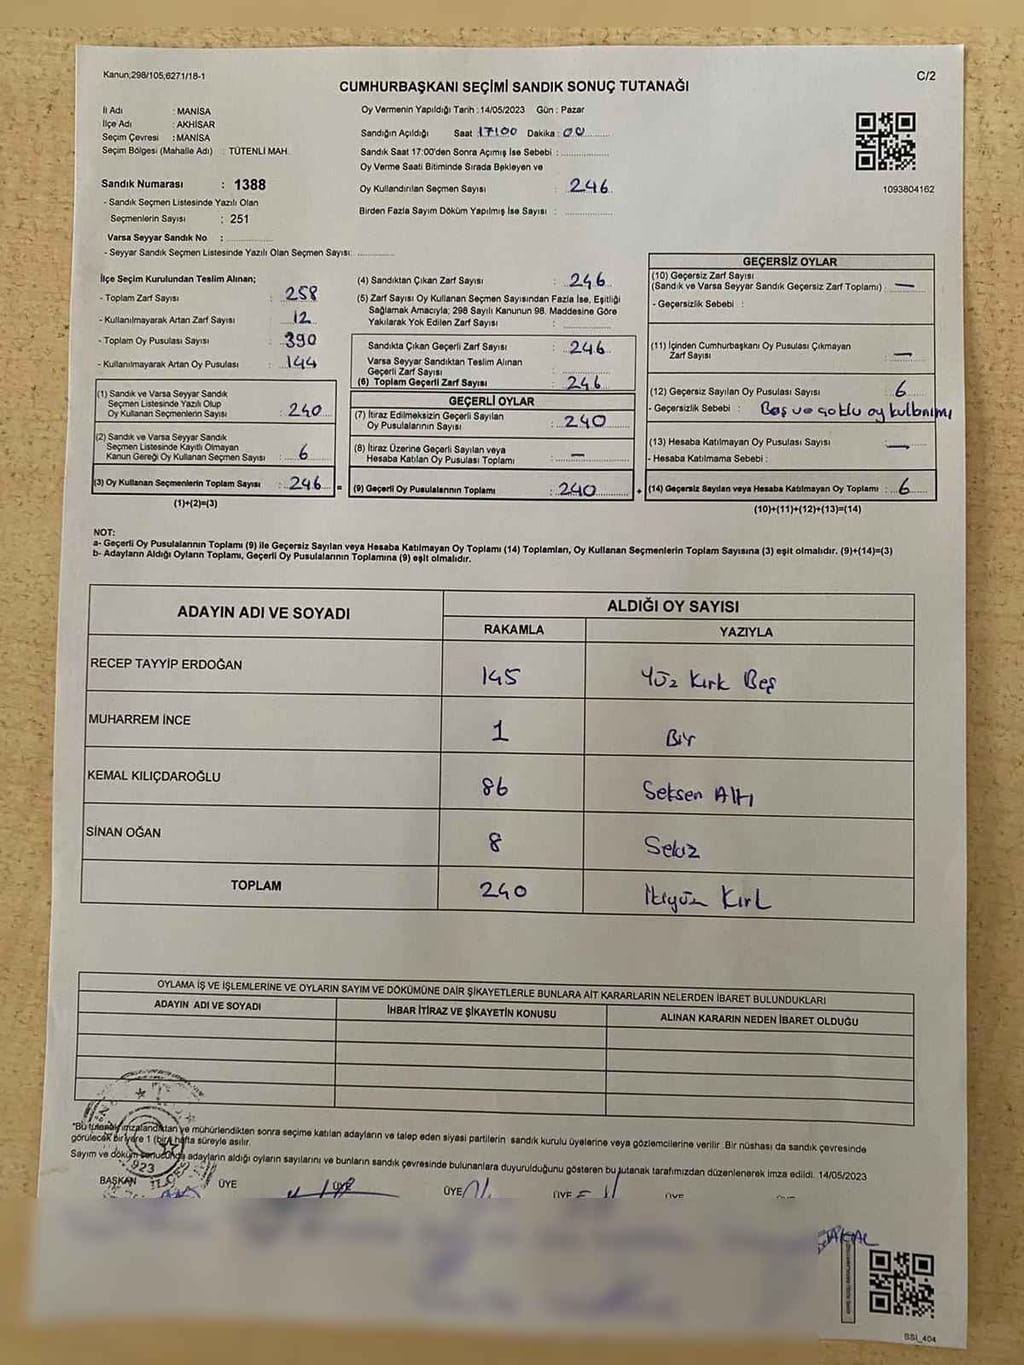 Kanun;298/105;6271/18-1
C/2
CUMHURBAŞKANI SEÇİMİ SANDIK SONUÇ TUTANAĞI
İl Adı : MANİSA
İlçe Adı : AKHİSAR
Seçim Çevresi : MANİSA
Seçim Bölgesi (Mahalle Adı) : TÜTENLİ MAH.
Sandık Numarası : 1388
- Sandık Seçmen Listesinde Yazılı Olan
Seçmenlerin Sayısı : 251
Varsa Seyyar Sandık No :
- Seyyar Sandık Seçmen Listesinde Yazılı Olan Seçmen Sayısı:
Oy Vermenin Yapıldığı Tarih : 14/05/2023 Gün : Pazar
Sandığın Açıldığı Saat 17:00 Dakika : 00
Sandık Saat 17:00'den Sonra Açımış İse Sebebi :
Oy Verme Saati Bitiminde Sırada Bekleyen ve
Oy Kullandırılan Seçmen Sayısı : 246
Birden Fazla Sayım Döküm Yapılmış İse Sayısı :
1093804162
İlçe Seçim Kurulundan Teslim Alınan;
- Toplam Zarf Sayısı : 258
- Kullanılmayarak Artan Zarf Sayısı : 12
- Toplam Oy Pusulası Sayısı : 390
- Kullanılmayarak Artan Oy Pusulası : 144
(1) Sandık ve Varsa Seyyar Sandık
Seçmen Listesinde Yazılı Olup
Oy Kullanan Seçmenlerin Sayısı : 240
(2) Sandık ve Varsa Seyyar Sandık
Seçmen Listesinde Kayıtlı Olmayan
Kanun Gereği Oy Kullanan Seçmen Sayısı : 6
(3) Oy Kullanan Seçmenlerin Toplam Sayısı : 246 =
(1)+(2)=(3)
(4) Sandıktan Çıkan Zarf Sayısı : 246
(5) Zarf Sayısı Oy Kullanan Seçmen Sayısından Fazla İse, Eşitliği
Sağlamak Amacıyla; 298 Sayılı Kanunun 98. Maddesine Göre
Yakılarak Yok Edilen Zarf Sayısı :
Sandıkta Çıkan Geçerli Zarf Sayısı : 246
Varsa Seyyar Sandıktan Teslim Alınan
Geçerli Zarf Sayısı :
(6) Toplam Geçerli Zarf Sayısı : 246
GEÇERLİ OYLAR
(7) İtiraz Edilmeksizin Geçerli Sayılan
Oy Pusulalarının Sayısı : 240
(8) İtiraz Üzerine Geçerli Sayılan veya
Hesaba Katılan Oy Pusulası Toplamı : —
(9) Geçerli Oy Pusulalarının Toplamı : 240 +
GEÇERSİZ OYLAR
(10) Geçersiz Zarf Sayısı
(Sandık ve Varsa Seyyar Sandık Geçersiz Zarf Toplamı) : —
- Geçersizlik Sebebi :
(11) İçinden Cumhurbaşkanı Oy Pusulası Çıkmayan
Zarf Sayısı : —
(12) Geçersiz Sayılan Oy Pusulası Sayısı : 6
- Geçersizlik Sebebi : Boş ve çoklu oy kullanımı
(13) Hesaba Katılmayan Oy Pusulası Sayısı : —
- Hesaba Katılmama Sebebi :
(14) Geçersiz Sayılan veya Hesaba Katılmayan Oy Toplamı : 6
(10)+(11)+(12)+(13)=(14)
NOT:
a- Geçerli Oy Pusulalarının Toplamı (9) ile Geçersiz Sayılan veya Hesaba Katılmayan Oy Toplamı (14) Toplamları, Oy Kullanan Seçmenlerin Toplam Sayısına (3) eşit olmalıdır. (9)+(14)=(3)
b- Adayların Aldığı Oyların Toplamı, Geçerli Oy Pusulalarının Toplamına (9) eşit olmalıdır.
ADAYIN ADI VE SOYADI
ALDIĞI OY SAYISI
RAKAMLA YAZIYLA
RECEP TAYYİP ERDOĞAN 145 Yüz Kırk Beş
MUHARREM İNCE 1 Bir
KEMAL KILIÇDAROĞLU 86 Seksen Altı
SİNAN OĞAN 8 Sekiz
TOPLAM 240 İkiyüz Kırk
OYLAMA İŞ VE İŞLEMLERİNE VE OYLARIN SAYIM VE DÖKÜMÜNE DAİR ŞİKAYETLERLE BUNLARA AİT KARARLARIN NELERDEN İBARET BULUNDUKLARI
ADAYIN ADI VE SOYADI İHBAR İTİRAZ VE ŞİKAYETİN KONUSU ALINAN KARARIN NEDEN İBARET OLDUĞU
*Bu tutanak imzalandıktan ve mühürlendikten sonra seçime katılan adayların ve talep eden siyasi partilerin sandık kurulu üyelerine veya gözlemcilerine verilir .Bir nüshası da sandık çevresinde
görülecek bir yere 1 (bir) hafta süreyle asılır.
Sayım ve döküm sonucunda adayların aldığı oyların sayılarını ve bunların sandık çevresinde bulunanlara duyurulduğunu gösteren bu tutanak tarafımızdan düzenlenerek imza edildi. 14/05/2023
923
BAŞKAN ÜYE ÜYE ÜYE ÜYE ÜYE
BSI_404